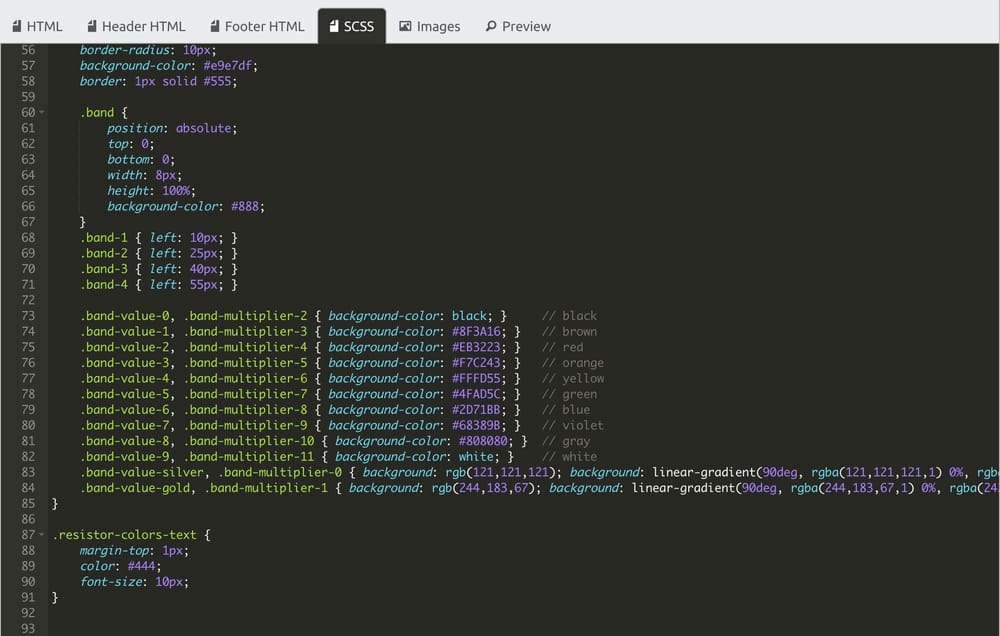 HTML Header HTML Footer HTML SCSS Images Preview
56 border-radius: 10px;
57 background-color: #e9e7df;
58 border: 1px solid #555;
59
60 .band {
61 position: absolute;
62 top: 0;
63 bottom: 0;
64 width: 8px;
65 height: 100%;
66 background-color: #888;
67 }
68 .band-1 { left: 10px; }
69 .band-2 { left: 25px; }
70 .band-3 { left: 40px; }
71 .band-4 { left: 55px; }
72
73 .band-value-0, .band-multiplier-2 { background-color: black; } // black
74 .band-value-1, .band-multiplier-3 { background-color: #8F3A16; } // brown
75 .band-value-2, .band-multiplier-4 { background-color: #EB3223; } // red
76 .band-value-3, .band-multiplier-5 { background-color: #F7C243; } // orange
77 .band-value-4, .band-multiplier-6 { background-color: #FFFD55; } // yellow
78 .band-value-5, .band-multiplier-7 { background-color: #4FAD5C; } // green
79 .band-value-6, .band-multiplier-8 { background-color: #2D71BB; } // blue
80 .band-value-7, .band-multiplier-9 { background-color: #68389B; } // violet
81 .band-value-8, .band-multiplier-10 { background-color: #808080; } // gray
82 .band-value-9, .band-multiplier-11 { background-color: white; } // white
83 .band-value-silver, .band-multiplier-0 { background: rgb(121,121,121); background: linear-gradient(90deg, rgba(121,121,121,1) 0%, rgb
84 .band-value-gold, .band-multiplier-1 { background: rgb(244,183,67); background: linear-gradient(90deg, rgba(244,183,67,1) 0%, rgba(24
85 }
86
87 .resistor-colors-text {
88 margin-top: 1px;
89 color: #444;
90 font-size: 10px;
91 }
92
93